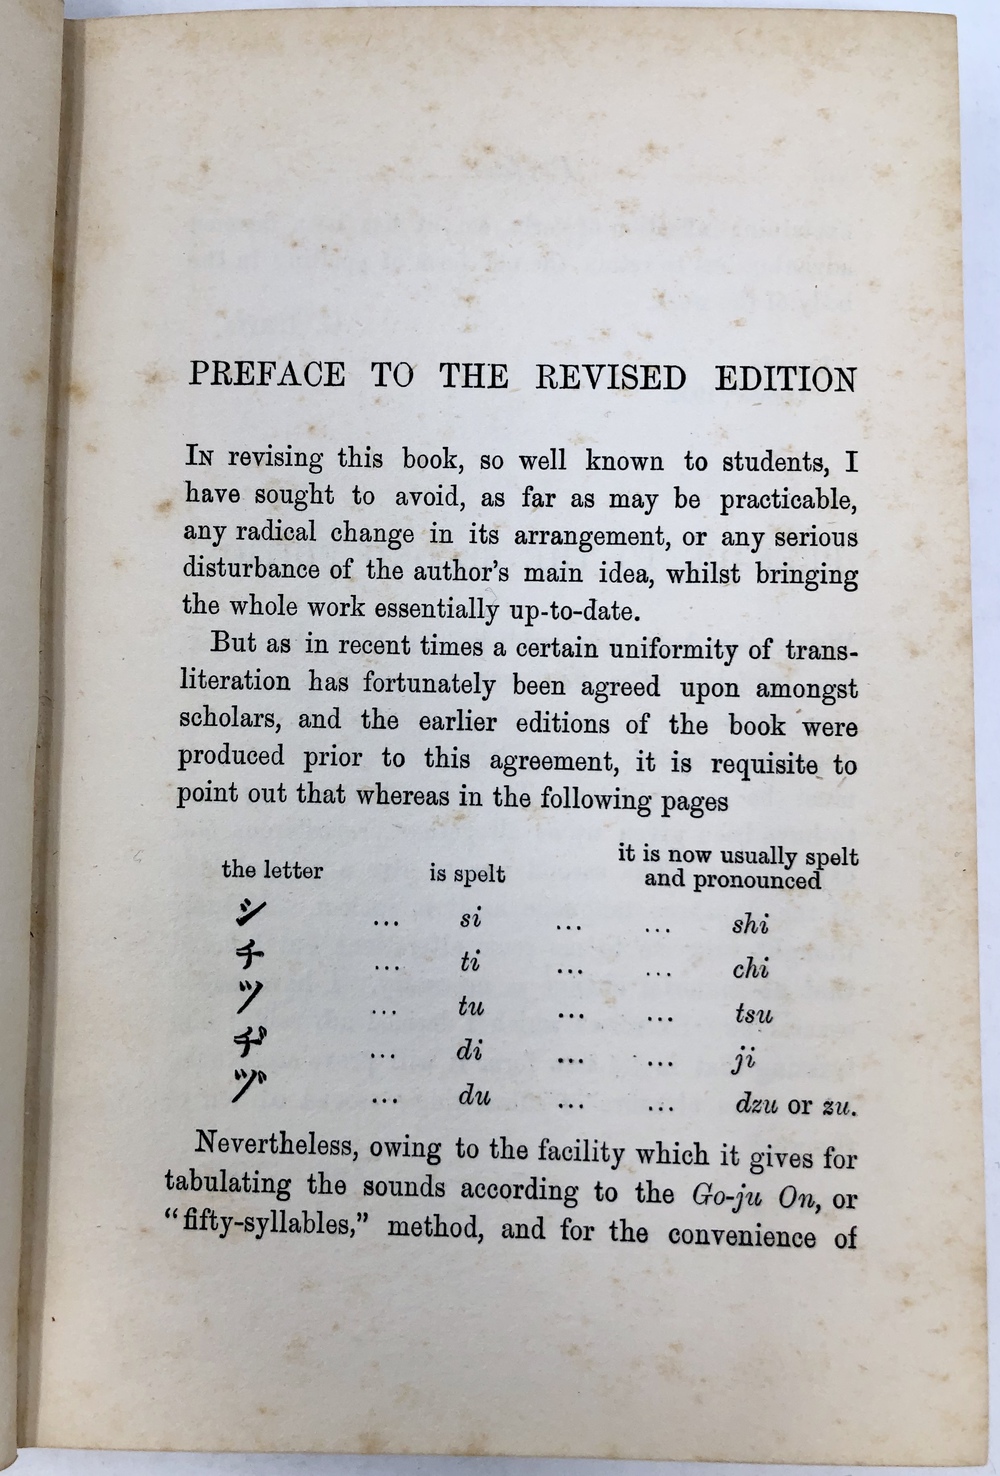 PREFACE TO THE REVISED EDITION
In revising this book, so well known to students, I
have sought to avoid, as far as may be practicable,
any radical change in its arrangement, or any serious
disturbance of the author's main idea, whilst bringing
the whole work essentially up-to-date.
But as in recent times a certain uniformity of trans-
literation has fortunately been agreed upon amongst
scholars, and the earlier editions of the book were
produced prior to this agreement, it is requisite to
point out that whereas in the following pages
the letter is spelt it is now usually spelt
and pronounced
シ ... si ... ... shi
チ ... ti ... ... chi
ツ ... tu ... ... tsu
ヂ ... di ... ... ji
ヅ ... du ... ... dzu or zu.
Nevertheless, owing to the facility which it gives for
tabulating the sounds according to the Go-ju On, or
"fifty-syllables," method, and for the convenience of